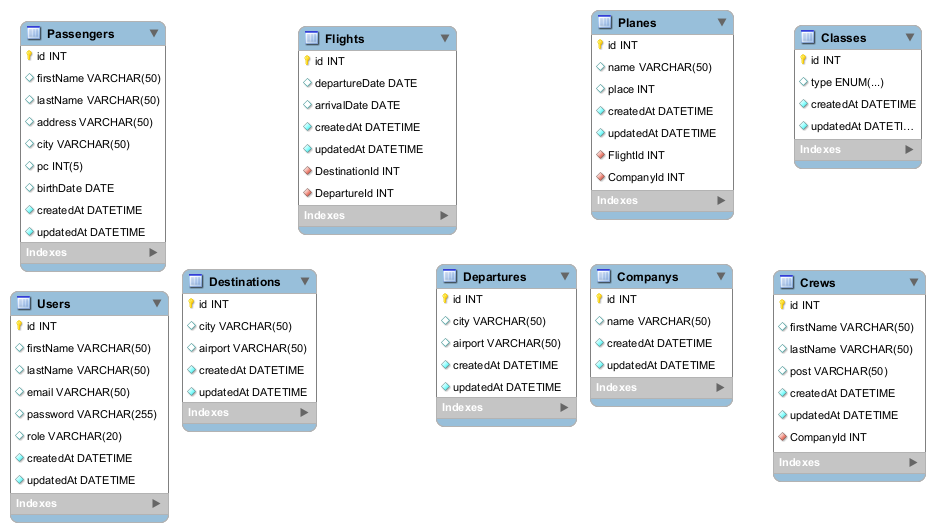 Passengers
id INT
firstName VARCHAR(50)
lastName VARCHAR(50)
address VARCHAR(50)
city VARCHAR(50)
pc INT(5)
birthDate DATE
createdAt DATETIME
updatedAt DATETIME
Indexes
Flights
id INT
departureDate DATE
arrivalDate DATE
createdAt DATETIME
updatedAt DATETIME
DestinationId INT
DepartureId INT
Indexes
Planes
id INT
name VARCHAR(50)
place INT
createdAt DATETIME
updatedAt DATETIME
FlightId INT
CompanyId INT
Indexes
Classes
id INT
type ENUM(...)
createdAt DATETIME
updatedAt DATETI...
Indexes
Users
id INT
firstName VARCHAR(50)
lastName VARCHAR(50)
email VARCHAR(50)
password VARCHAR(255)
role VARCHAR(20)
createdAt DATETIME
updatedAt DATETIME
Indexes
Destinations
id INT
city VARCHAR(50)
airport VARCHAR(50)
createdAt DATETIME
updatedAt DATETIME
Indexes
Departures
id INT
city VARCHAR(50)
airport VARCHAR(50)
createdAt DATETIME
updatedAt DATETIME
Indexes
Companys
id INT
name VARCHAR(50)
createdAt DATETIME
updatedAt DATETIME
Indexes
Crews
id INT
firstName VARCHAR(50)
lastName VARCHAR(50)
post VARCHAR(50)
createdAt DATETIME
updatedAt DATETIME
CompanyId INT
Indexes